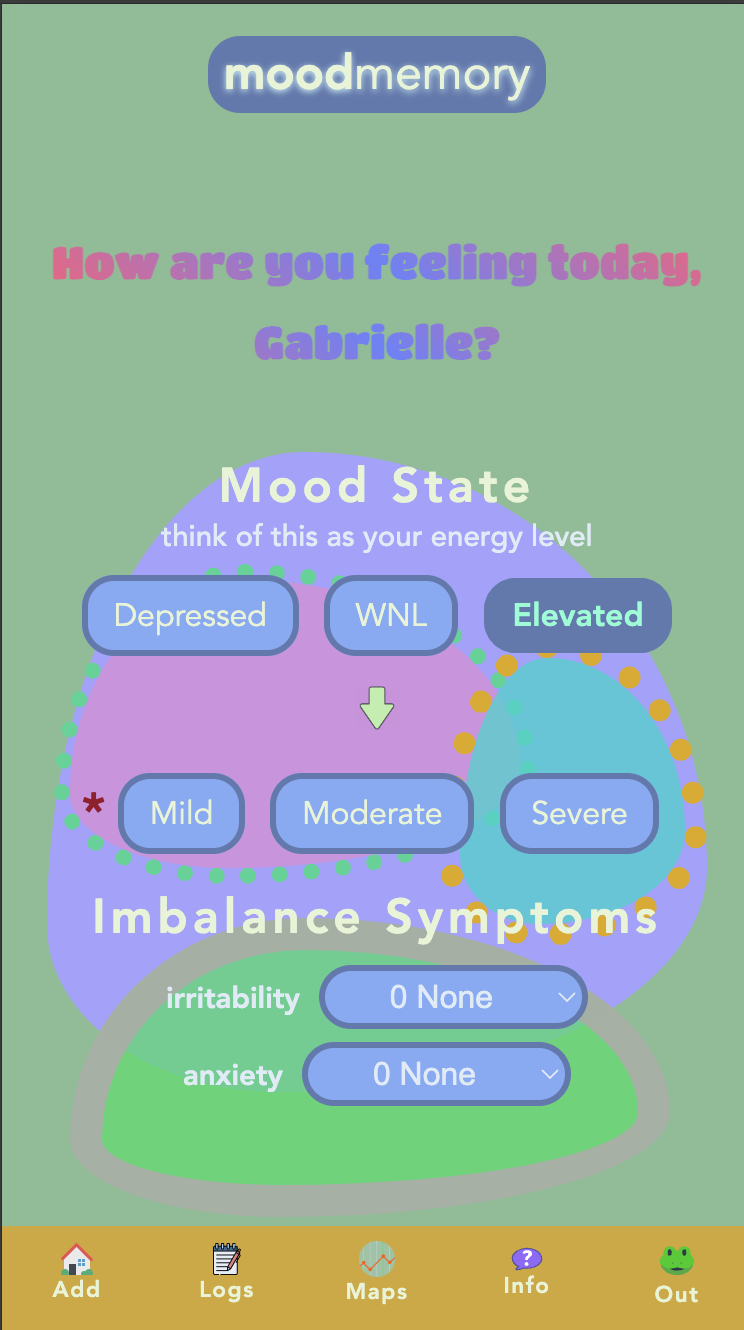 moodmemory
How are you feeling today,
Gabrielle?
Mood State
think of this as your energy level
Depressed WNL Elevated
* Mild Moderate Severe
Imbalance Symptoms
irritability 0 None
anxiety 0 None
?
Add Logs Maps Info Out